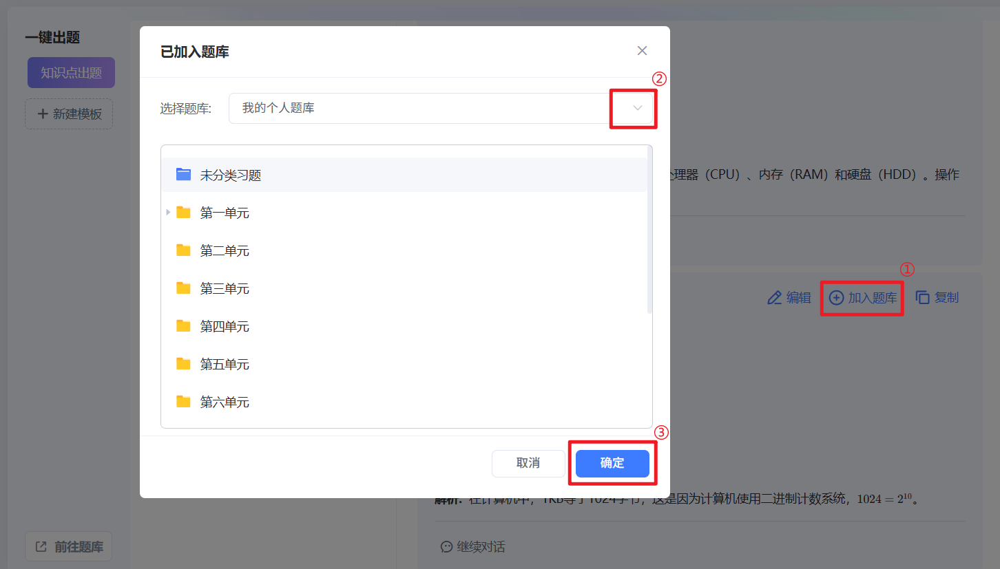 一键出题
知识点出题
新建模板
前往题库
已加入题库
②
选择题库:
我的个人题库
未分类习题
第一单元
第二单元
第三单元
第四单元
第五单元
第六单元
③
取消
确定
处理器（CPU）、内存（RAM）和硬盘（HDD）。操作
①
编辑
加入题库
复制
解析：在计算机中，1KB等于1024字节，这是因为计算机使用二进制计数系统，1024 = 2¹⁰。
继续对话